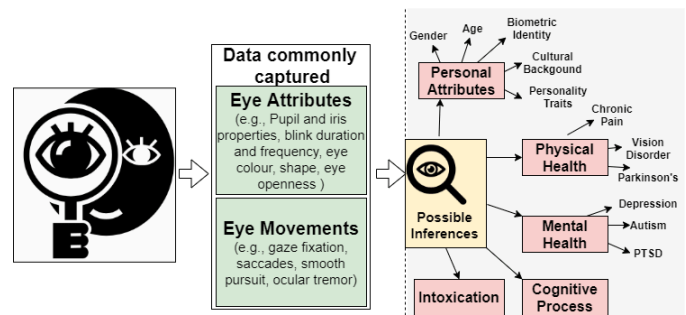 Data commonly
captured
Eye Attributes
(e.g., Pupil and iris
properties, blink duration
and frequency, eye
colour, shape, eye
openness )
Eye Movements
(e.g., gaze fixation,
saccades, smooth
pursuit, ocular tremor)
Possible
Inferences
Personal
Attributes
Gender
Age
Biometric
Identity
Cultural
Backgound
Personality
Traits
Physical
Health
Chronic
Pain
Vision
Disorder
Parkinson's
Mental
Health
Depression
Autism
PTSD
Intoxication
Cognitive
Process